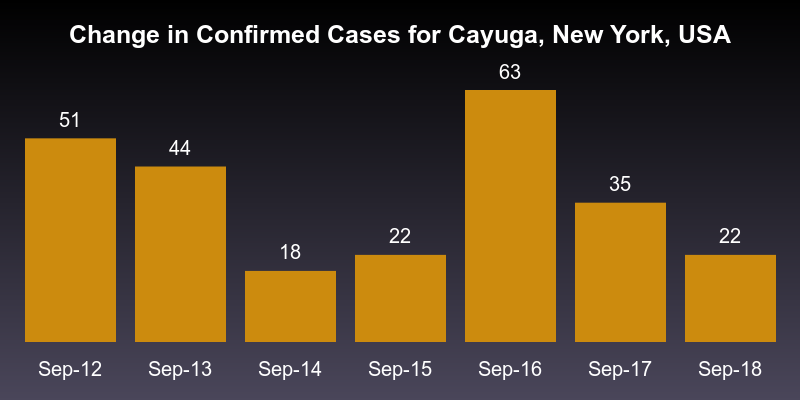 Change in Confirmed Cases for Cayuga, New York, USA
51
44
18
22
63
35
22
Sep-12
Sep-13
Sep-14
Sep-15
Sep-16
Sep-17
Sep-18